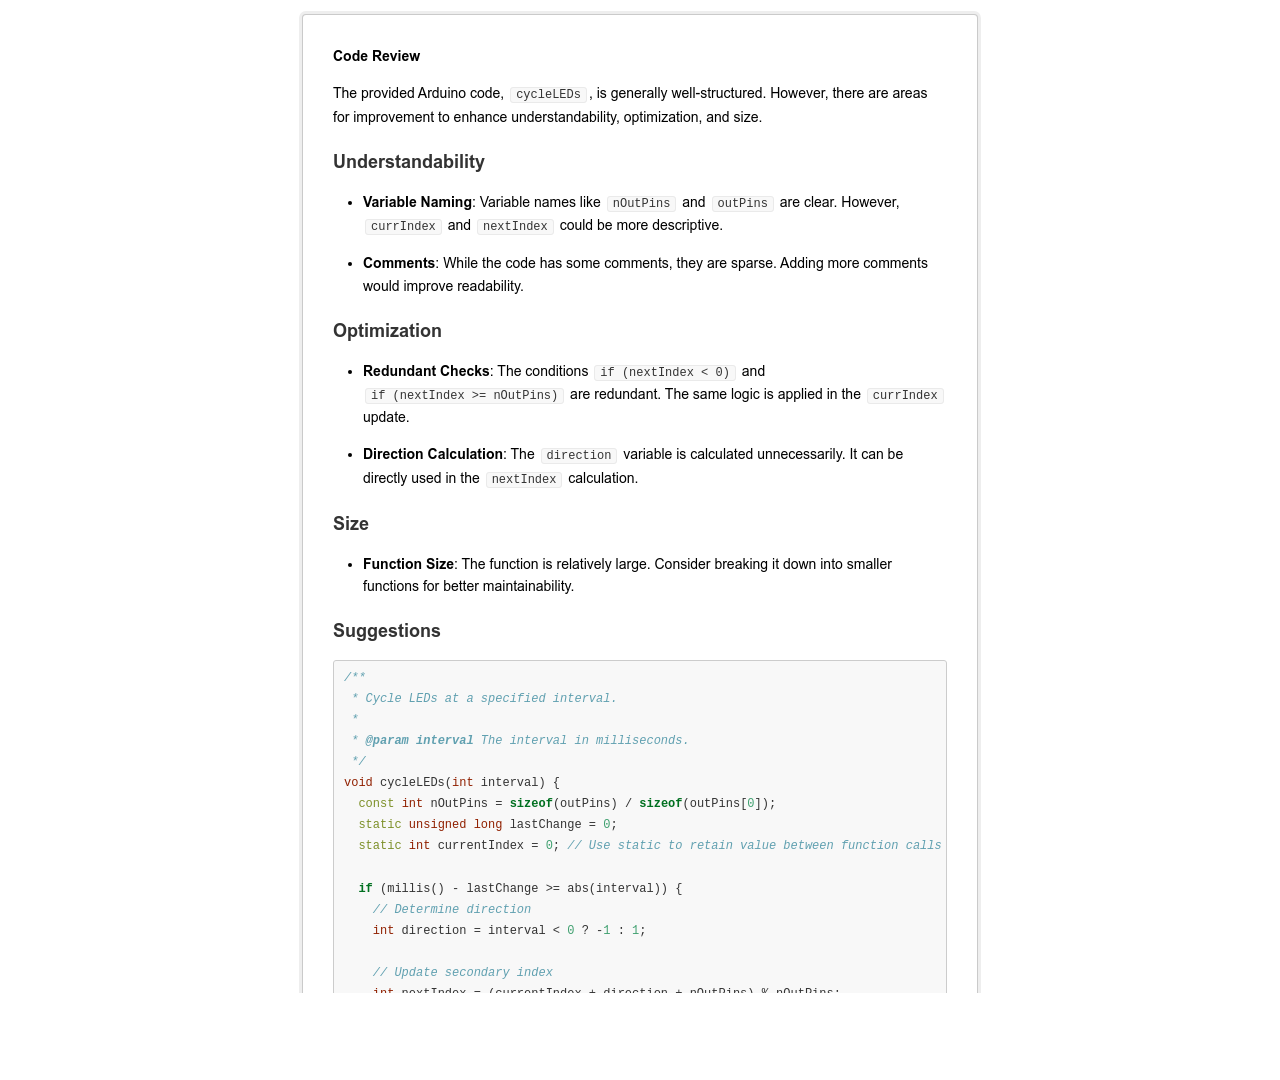 Code Review
The provided Arduino code, cycleLEDs, is generally well-structured. However, there are areas
for improvement to enhance understandability, optimization, and size.
Understandability
• Variable Naming: Variable names like nOutPins and outPins are clear. However,
currIndex and nextIndex could be more descriptive.
• Comments: While the code has some comments, they are sparse. Adding more comments
would improve readability.
Optimization
• Redundant Checks: The conditions if (nextIndex < 0) and
if (nextIndex >= nOutPins) are redundant. The same logic is applied in the currIndex
update.
• Direction Calculation: The direction variable is calculated unnecessarily. It can be
directly used in the nextIndex calculation.
Size
• Function Size: The function is relatively large. Consider breaking it down into smaller
functions for better maintainability.
Suggestions
/**
 * Cycle LEDs at a specified interval.
 *
 * @param interval The interval in milliseconds.
 */
void cycleLEDs(int interval) {
  const int nOutPins = sizeof(outPins) / sizeof(outPins[0]);
  static unsigned long lastChange = 0;
  static int currentIndex = 0; // Use static to retain value between function calls
  if (millis() - lastChange >= abs(interval)) {
    // Determine direction
    int direction = interval < 0 ? -1 : 1;
    // Update secondary index
    int nextIndex = (currentIndex + direction + nOutPins) % nOutPins;